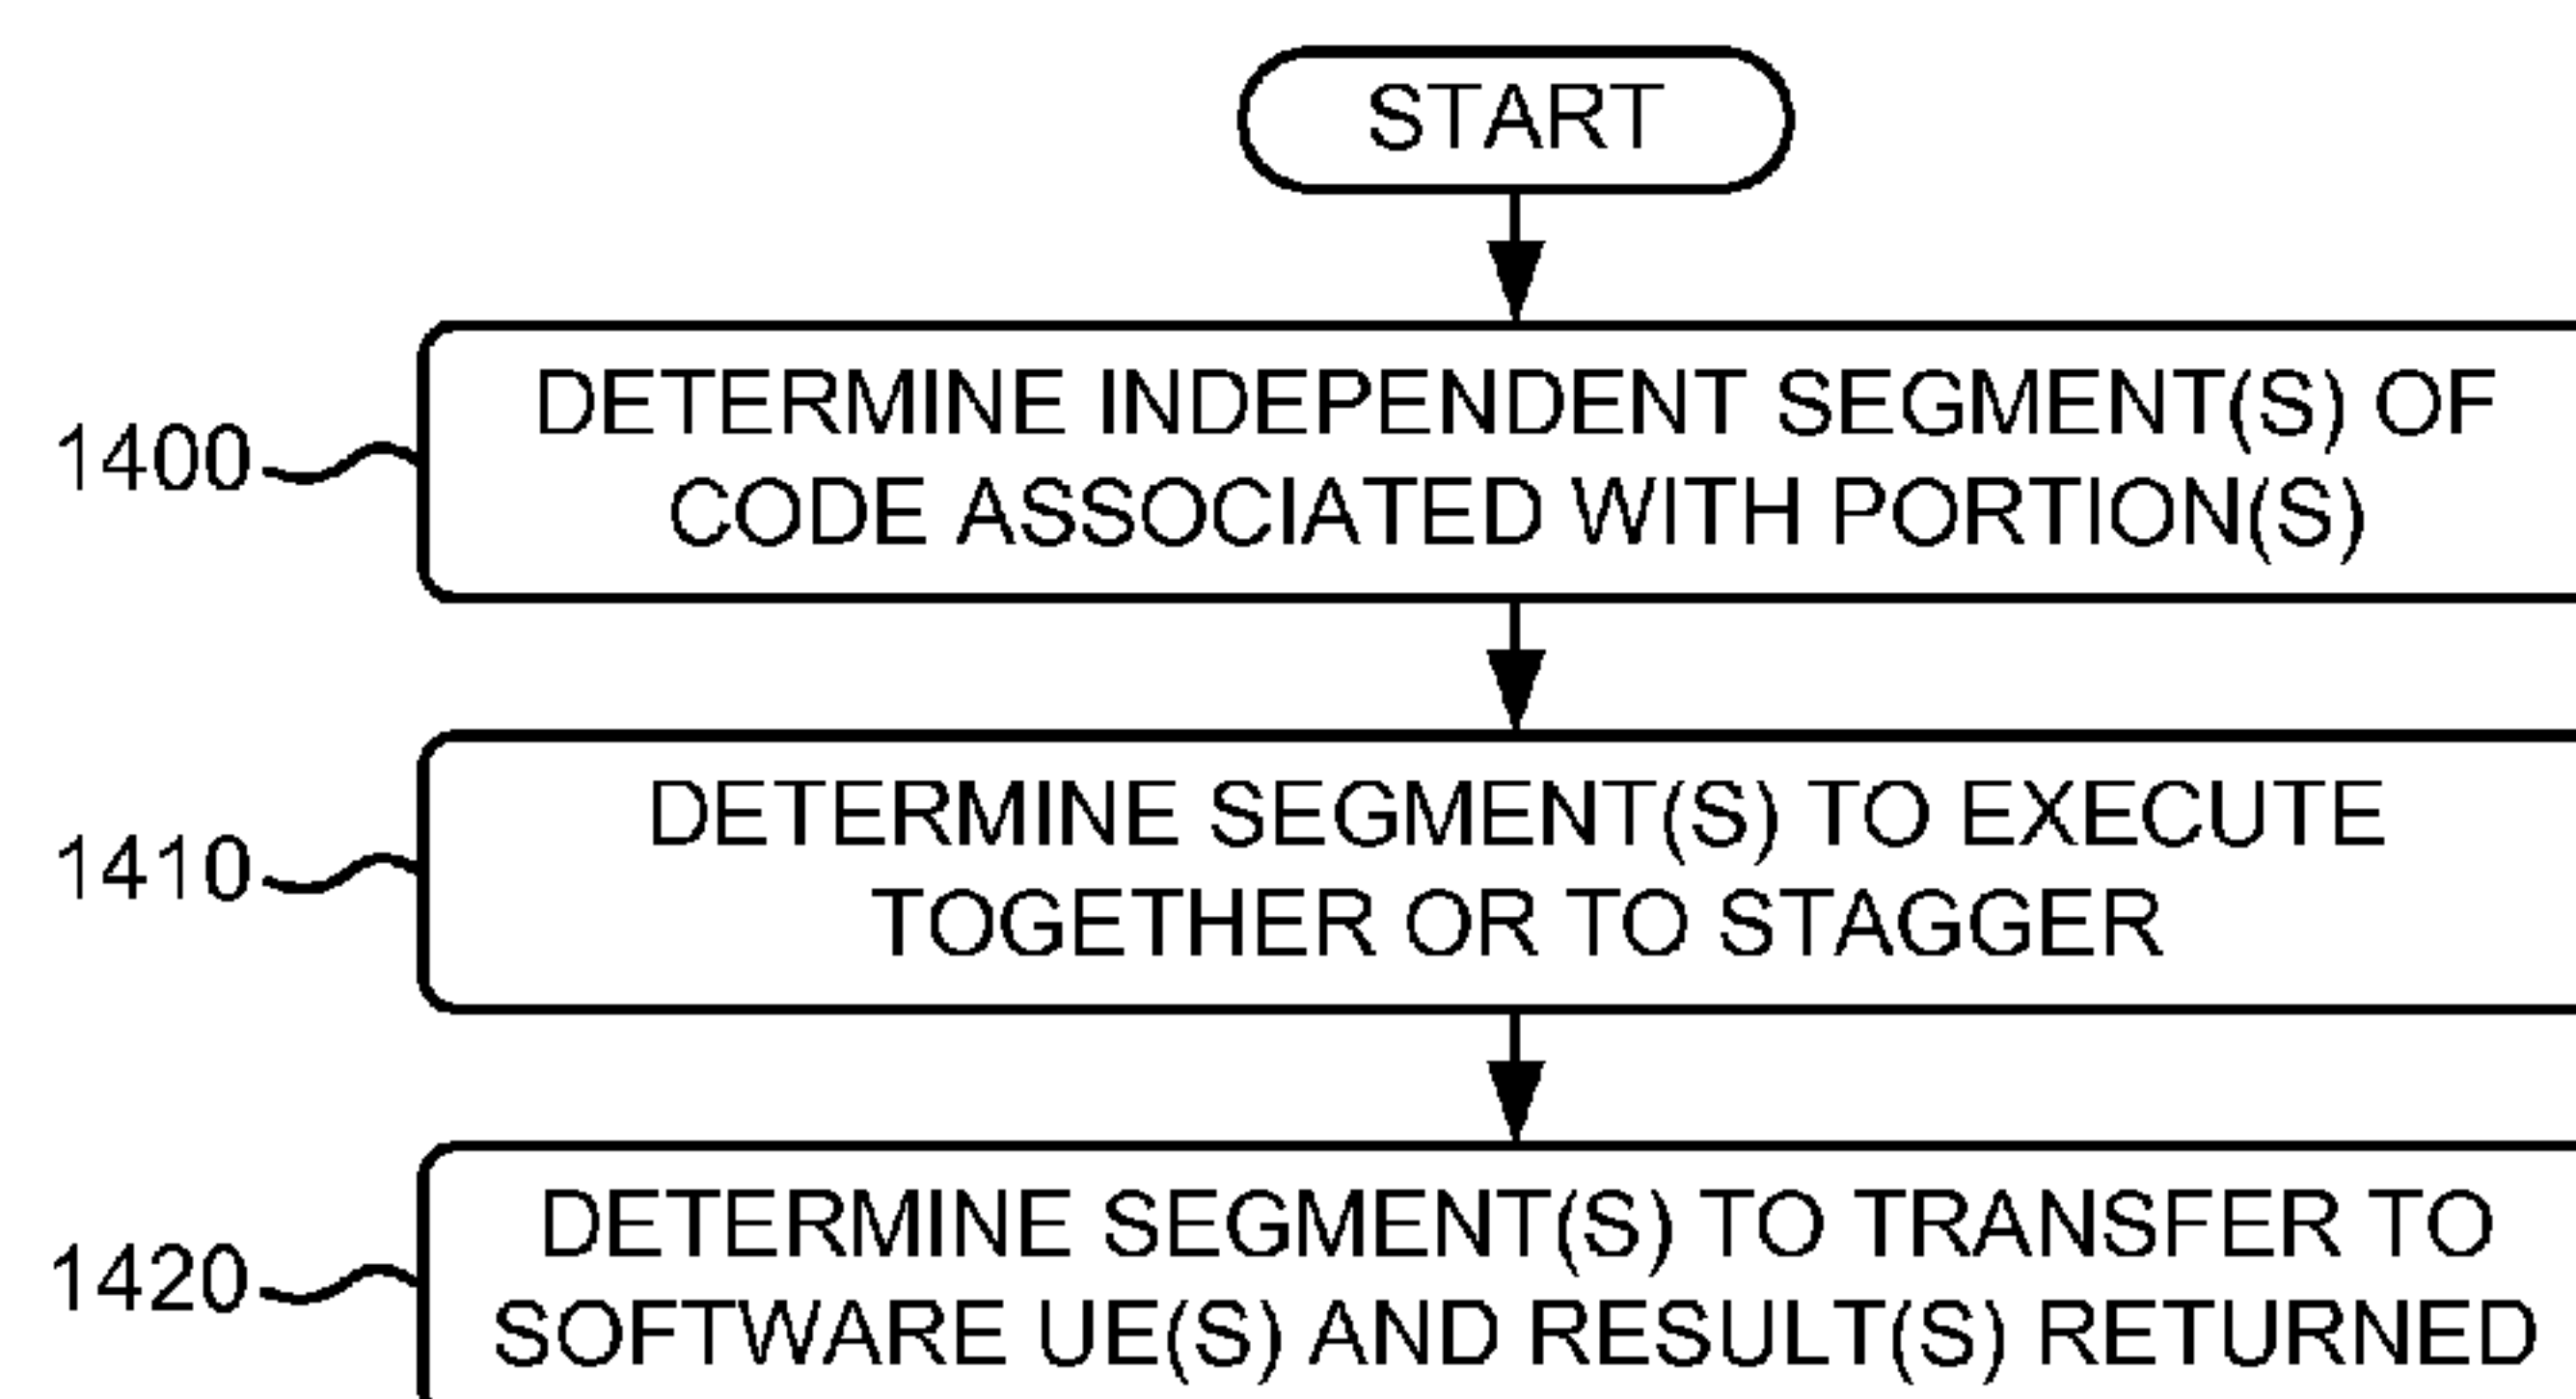 START
1400
DETERMINE INDEPENDENT SEGMENT(S) OF
CODE ASSOCIATED WITH PORTION(S)
1410
DETERMINE SEGMENT(S) TO EXECUTE
TOGETHER OR TO STAGGER
1420
DETERMINE SEGMENT(S) TO TRANSFER TO
SOFTWARE UE(S) AND RESULT(S) RETURNED